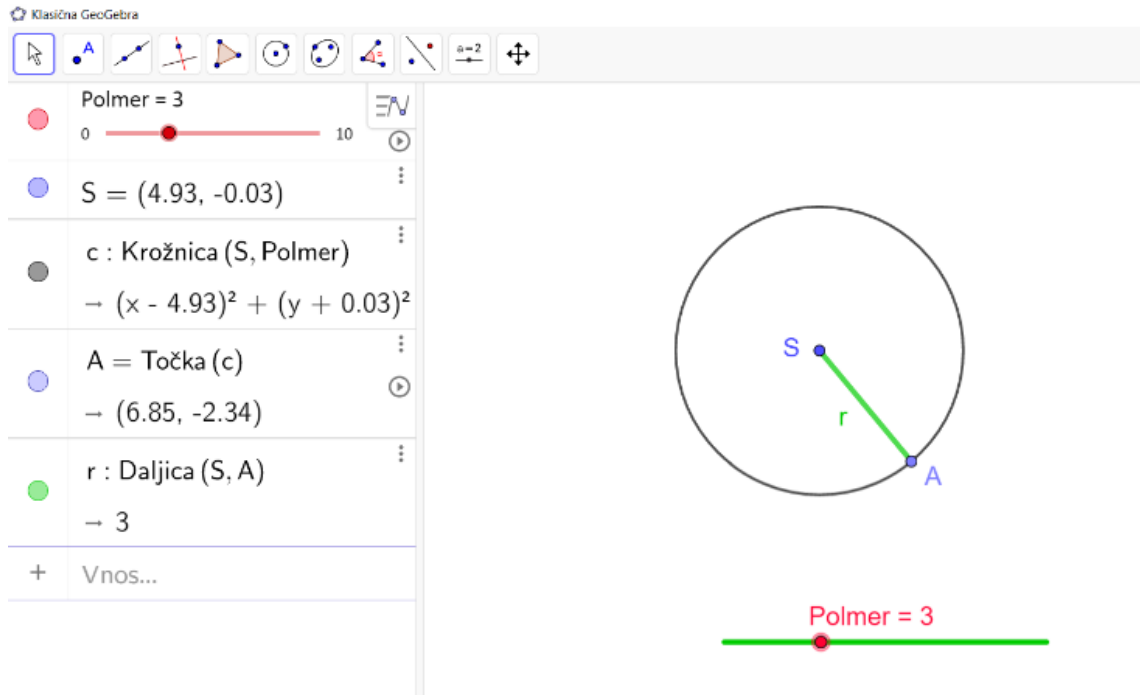 Klasična GeoGebra
A
a=2
Polmer = 3
0 10
S = (4.93, -0.03)
c : Krožnica (S, Polmer)
→ (x - 4.93)² + (y + 0.03)²
A = Točka (c)
→ (6.85, -2.34)
r : Daljica (S, A)
→ 3
+ Vnos...
S
r
A
Polmer = 3